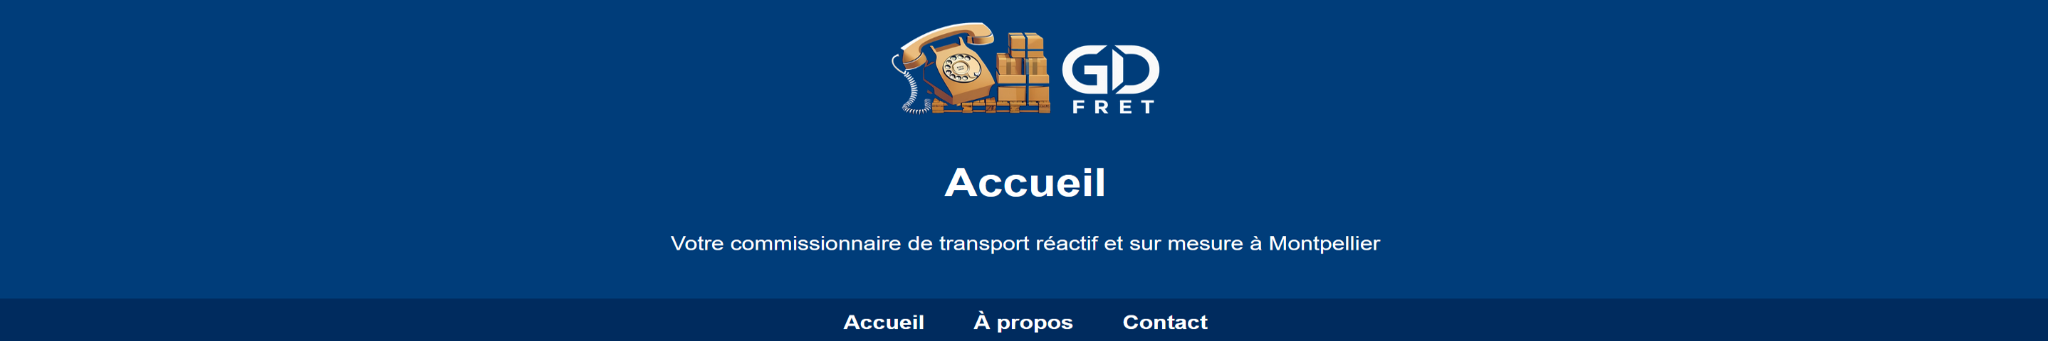 GD
FRET
Accueil
Votre commissionnaire de transport réactif et sur mesure à Montpellier
Accueil À propos Contact